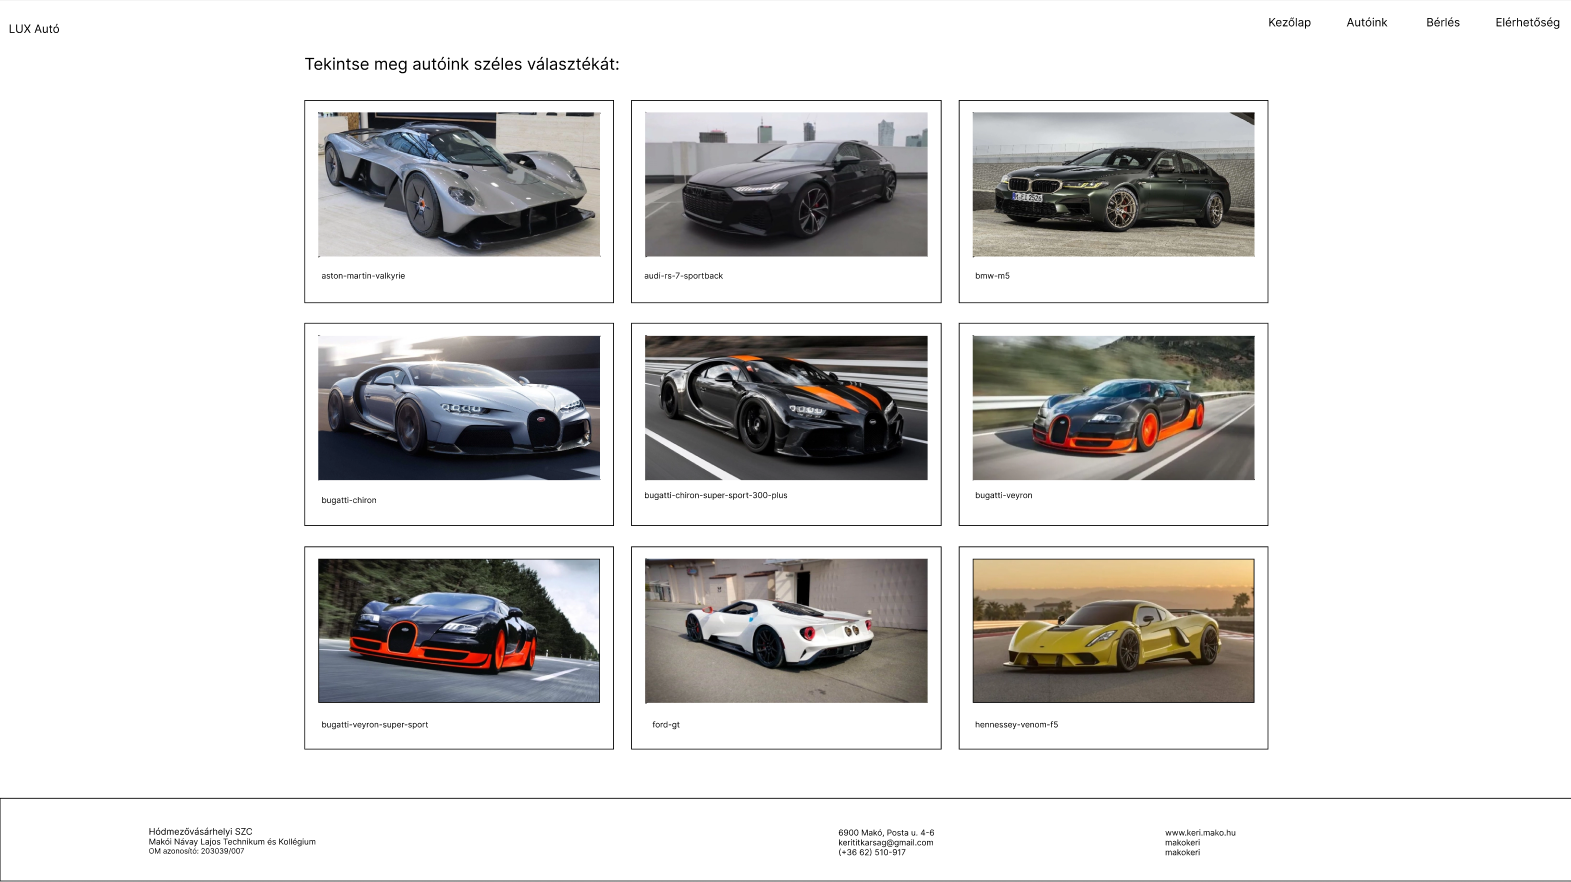 LUX Autó
Kezőlap
Autóink
Bérlés
Elérhetőség
Tekintse meg autóink széles választékát:
aston-martin-valkyrie
audi-rs-7-sportback
bmw-m5
bugatti-chiron
bugatti-chiron-super-sport-300-plus
bugatti-veyron
bugatti-veyron-super-sport
ford-gt
hennessey-venom-f5
Hódmezővásárhelyi SZC
Makói Návay Lajos Technikum és Kollégium
OM azonosító: 203039/007
6900 Makó, Posta u. 4-6
kerititkarsag@gmail.com
(+36 62) 510-917
www.keri.mako.hu
makokeri
makokeri